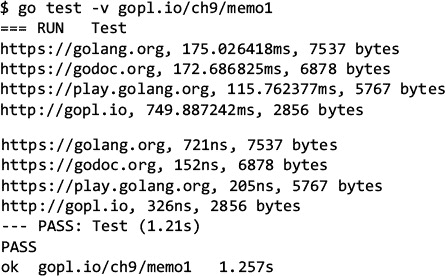 $ go test -v gopl.io/ch9/memo1
=== RUN   Test
https://golang.org, 175.026418ms, 7537 bytes
https://godoc.org, 172.686825ms, 6878 bytes
https://play.golang.org, 115.762377ms, 5767 bytes
http://gopl.io, 749.887242ms, 2856 bytes

https://golang.org, 721ns, 7537 bytes
https://godoc.org, 152ns, 6878 bytes
https://play.golang.org, 205ns, 5767 bytes
http://gopl.io, 326ns, 2856 bytes
--- PASS: Test (1.21s)
PASS
ok  gopl.io/ch9/memo1   1.257s